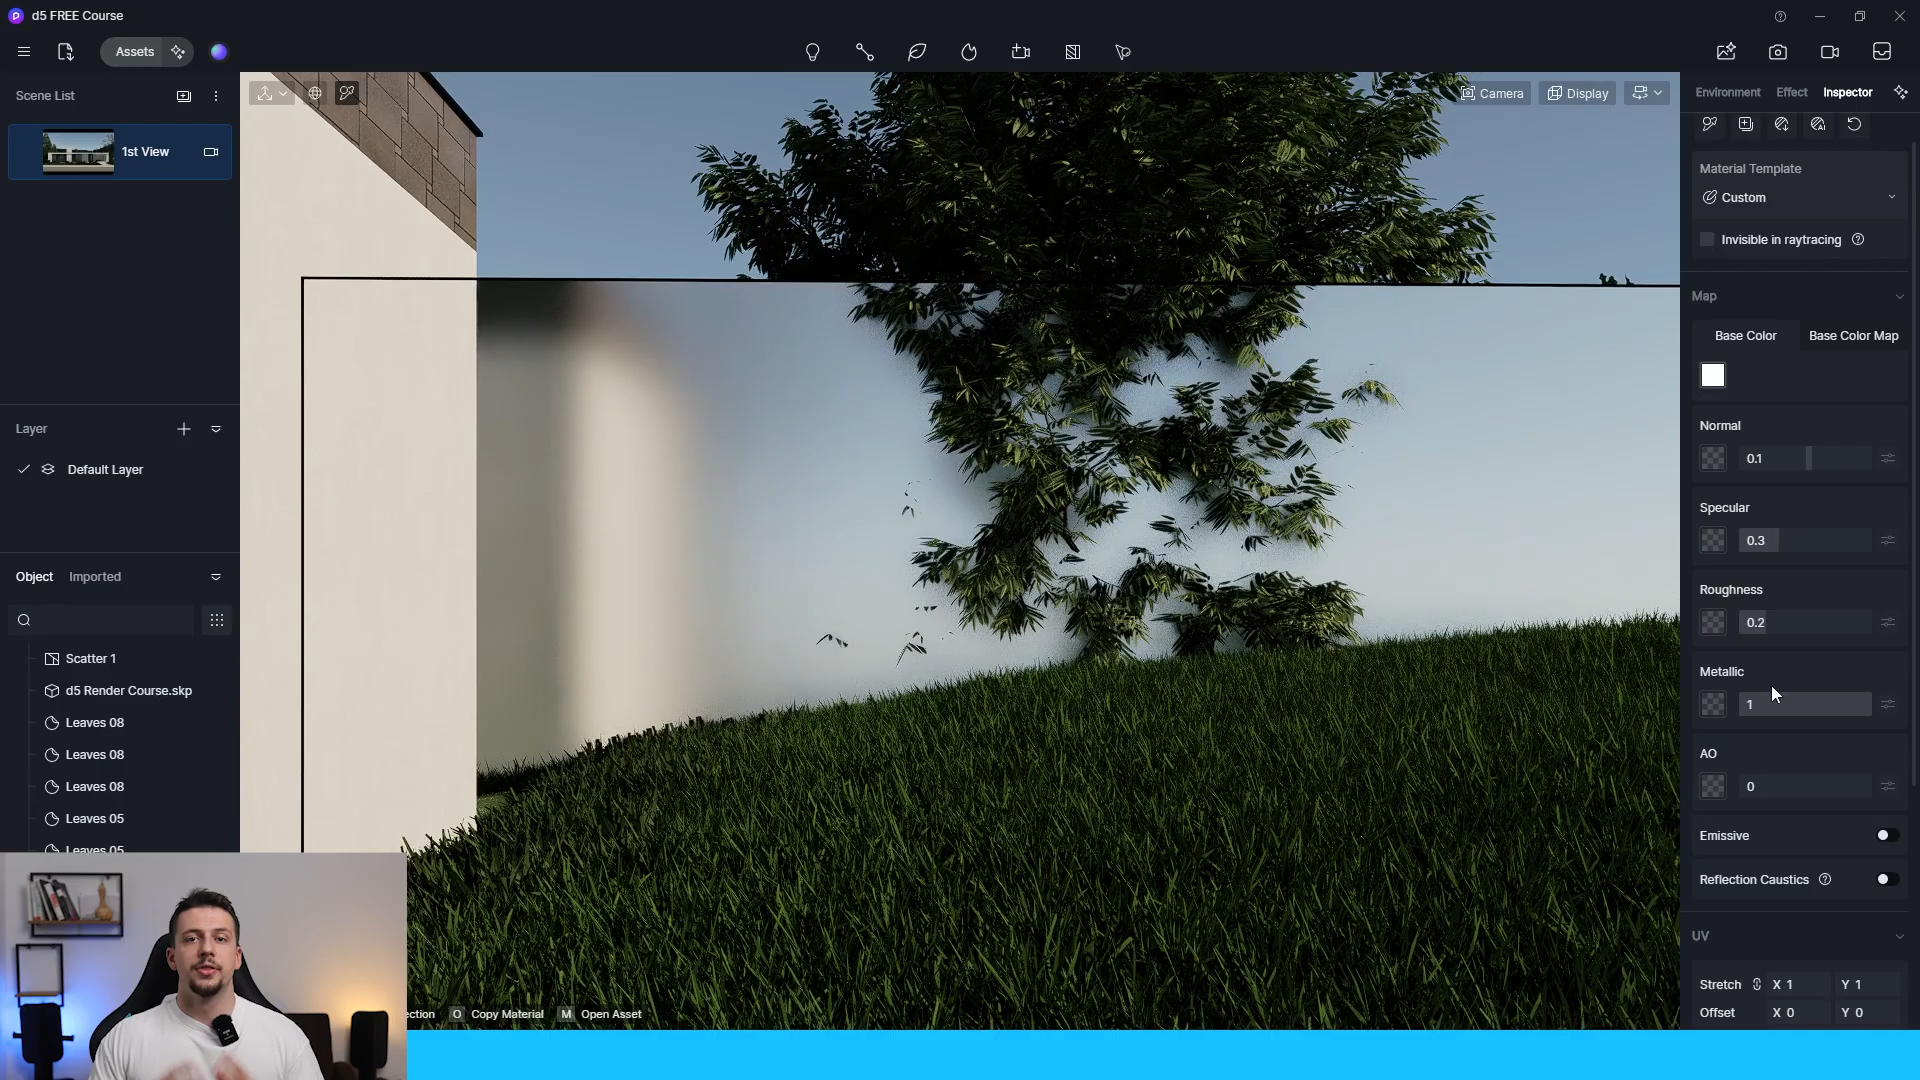 d5 FREE Course
Assets
Scene List
1st View
Layer
Default Layer
Object
Imported
Scatter 1
d5 Render Course.skp
Leaves 08
Leaves 08
Leaves 08
Leaves 05
Leaves 05
Camera
Display
ection
O Copy Material
M Open Asset
Environment
Effect
Inspector
AI
Material Template
Custom
Invisible in raytracing
Map
Base Color
Base Color Map
Normal
0.1
Specular
0.3
Roughness
0.2
Metallic
1
AO
0
Emissive
Reflection Caustics
UV
Stretch X 1 Y 1
Offset X 0 Y 0